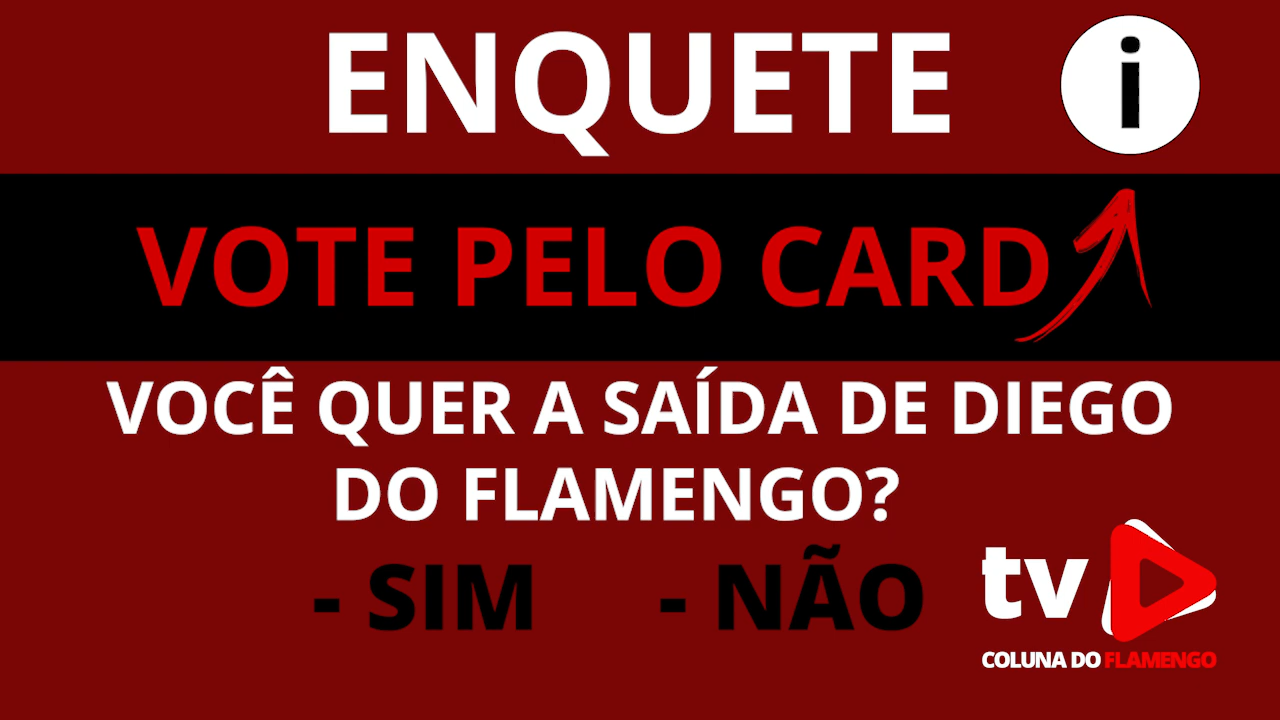 ENQUETE
i
VOTE PELO CARD
VOCÊ QUER A SAÍDA DE DIEGO
DO FLAMENGO?
- SIM - NÃO
tv
COLUNA DO FLAMENGO